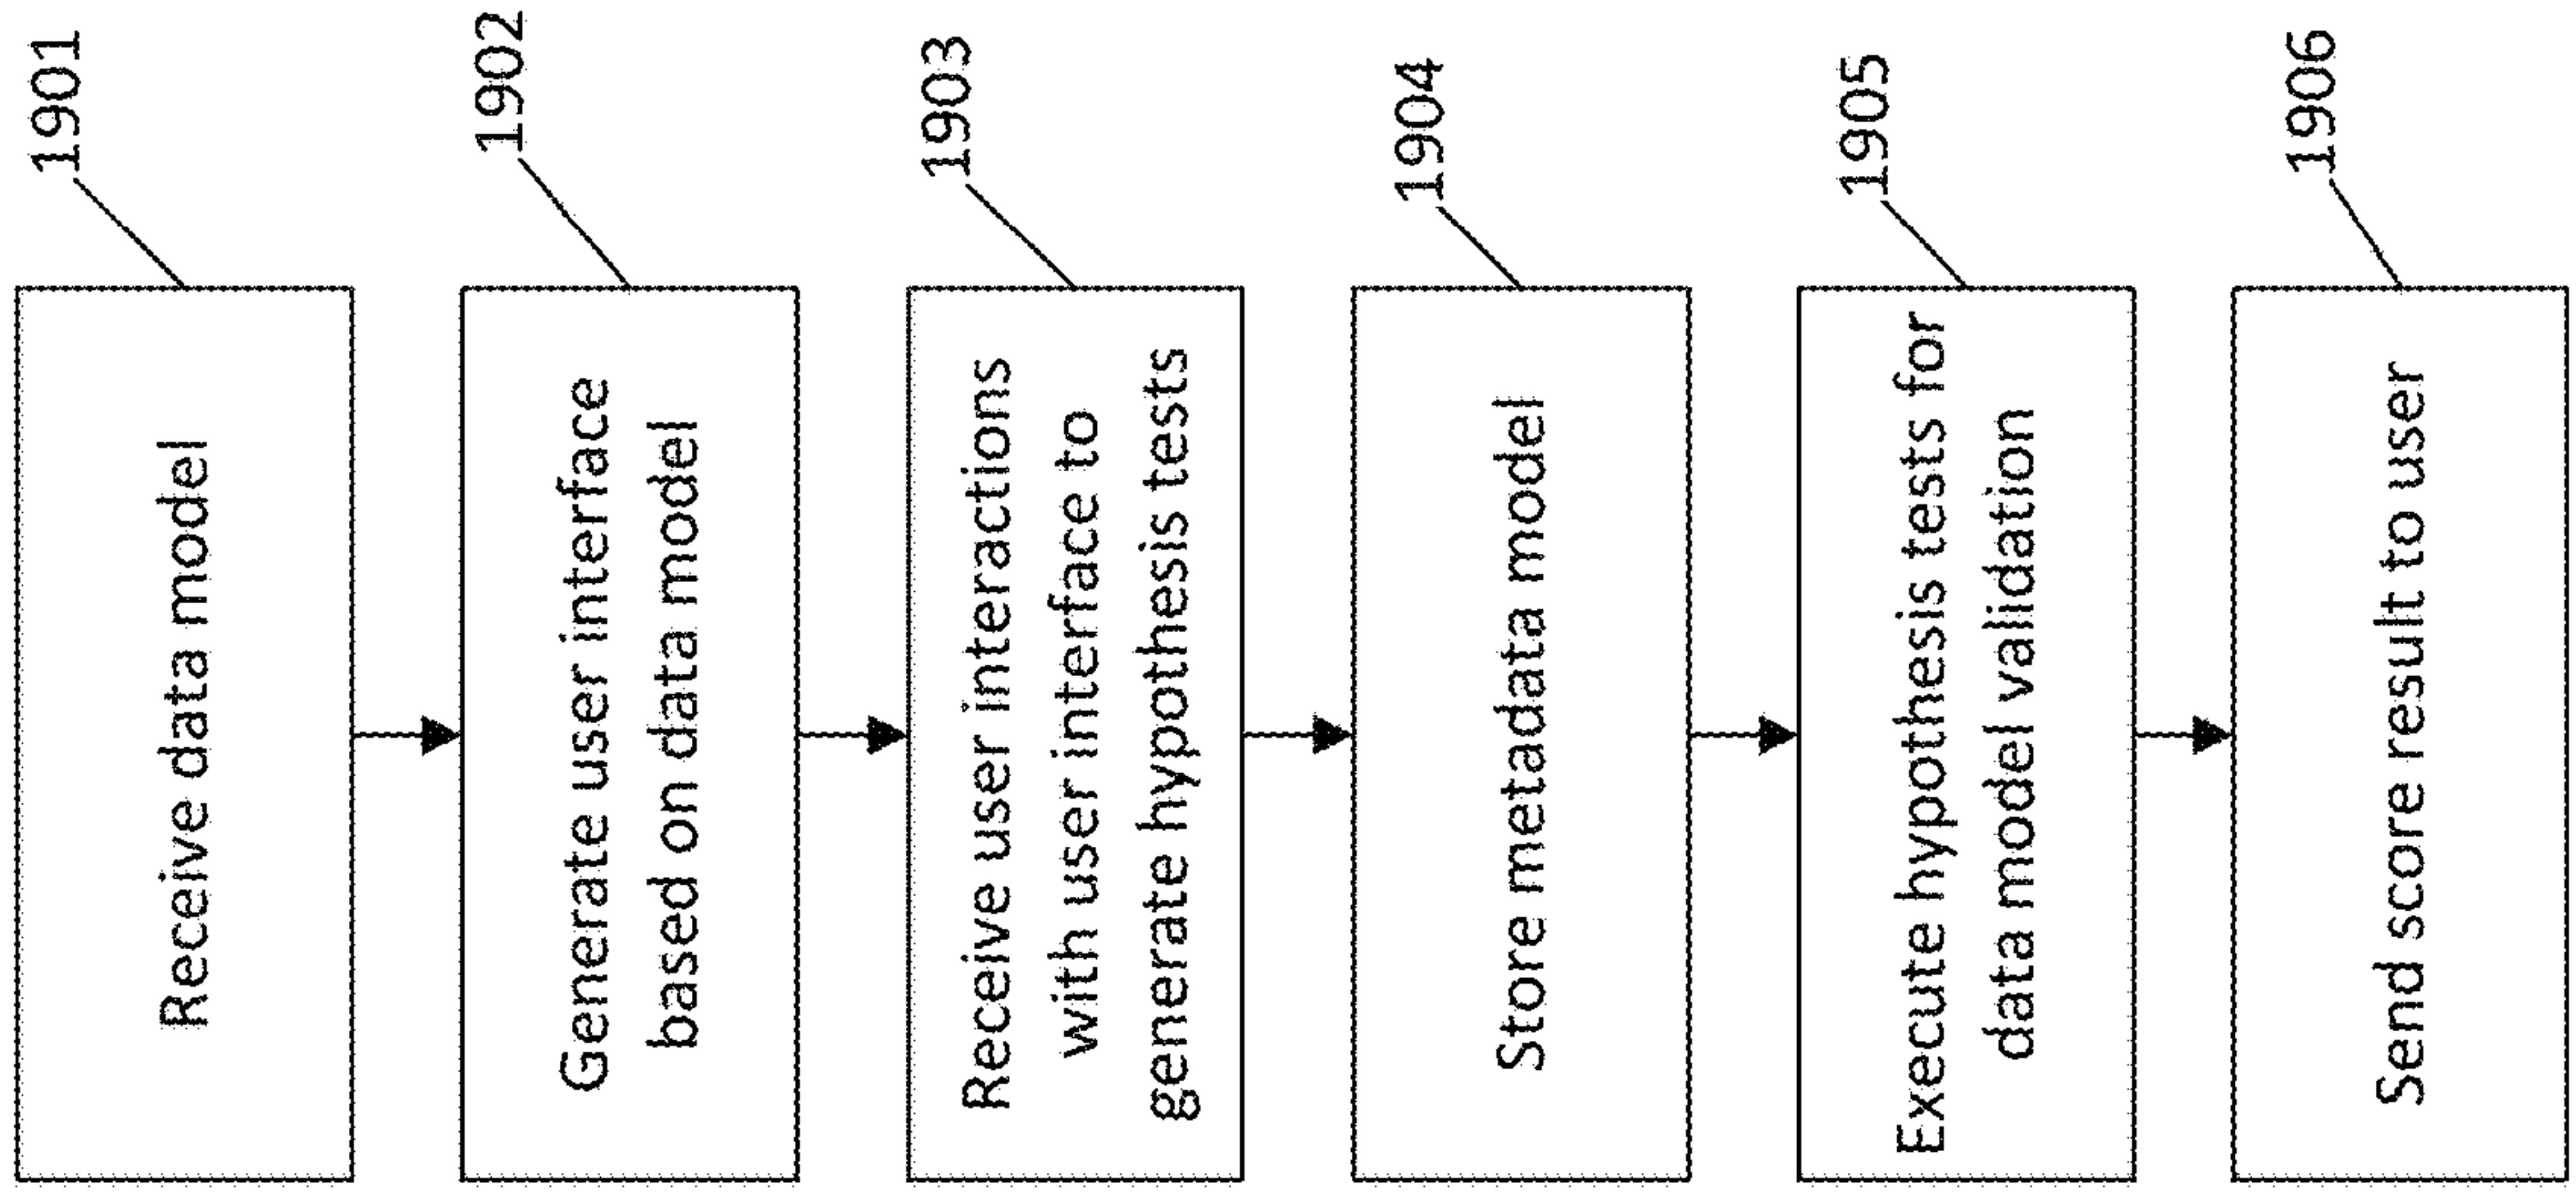 1901
Receive data model
1902
Generate user interface
based on data model
1903
Receive user interactions
with user interface to
generate hypothesis tests
1904
Store metadata model
1905
Execute hypothesis tests for
data model validation
1906
Send score result to user